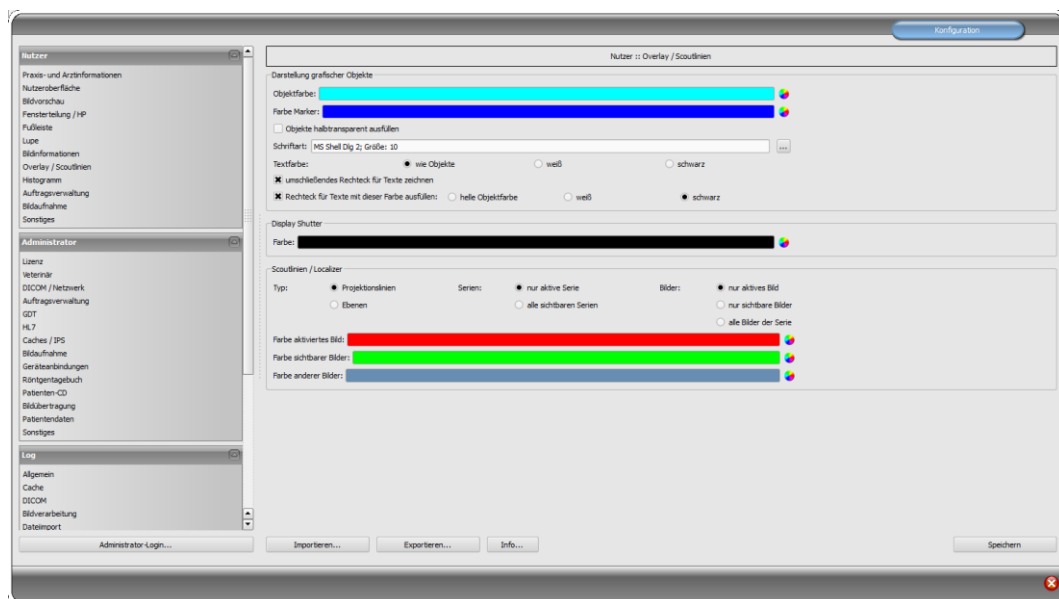 Konfiguration
Nutzer
Praxis- und Arztinformationen
Nutzeroberfläche
Bildvorschau
Fensterteilung / HP
Fußleiste
Lupe
Bildinformationen
Overlay / Scoutlinien
Histogramm
Auftragsverwaltung
Bildaufnahme
Sonstiges
Administrator
Lizenz
Veterinär
DICOM / Netzwerk
Auftragsverwaltung
GDT
HL7
Caches / IPS
Bildaufnahme
Geräteanbindungen
Röntgentagebuch
Patienten-CD
Bildübertragung
Patientendaten
Sonstiges
Log
Allgemein
Cache
DICOM
Bildverarbeitung
Dateiimport
Administrator-Login...
Nutzer :: Overlay / Scoutlinien
Darstellung grafischer Objekte
Objektfarbe:
Farbe Marker:
Objekte halbtransparent ausfüllen
Schriftart: MS Shell Dlg 2; Größe: 10 ...
Textfarbe: wie Objekte weiß schwarz
umschließendes Rechteck für Texte zeichnen
Rechteck für Texte mit dieser Farbe ausfüllen: helle Objektfarbe weiß schwarz
Display Shutter
Farbe:
Scoutlinien / Localizer
Typ: Projektionslinien Serien: nur aktive Serie Bilder: nur aktives Bild
Ebenen alle sichtbaren Serien nur sichtbare Bilder
alle Bilder der Serie
Farbe aktiviertes Bild:
Farbe sichtbarer Bilder:
Farbe anderer Bilder:
Importieren... Exportieren... Info... Speichern